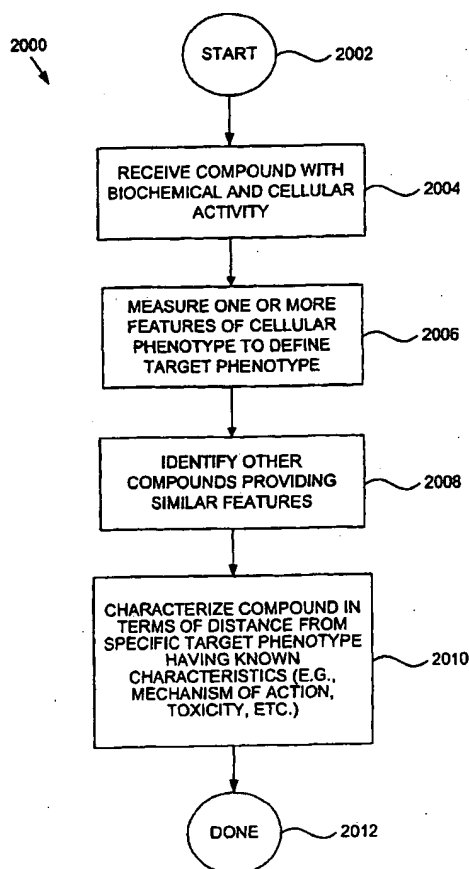 2000
START
2002
RECEIVE COMPOUND WITH
BIOCHEMICAL AND CELLULAR
ACTIVITY
2004
MEASURE ONE OR MORE
FEATURES OF CELLULAR
PHENOTYPE TO DEFINE
TARGET PHENOTYPE
2006
IDENTIFY OTHER
COMPOUNDS PROVIDING
SIMILAR FEATURES
2008
CHARACTERIZE COMPOUND IN
TERMS OF DISTANCE FROM
SPECIFIC TARGET PHENOTYPE
HAVING KNOWN
CHARACTERISTICS (E.G.,
MECHANISM OF ACTION,
TOXICITY, ETC.)
2010
DONE
2012